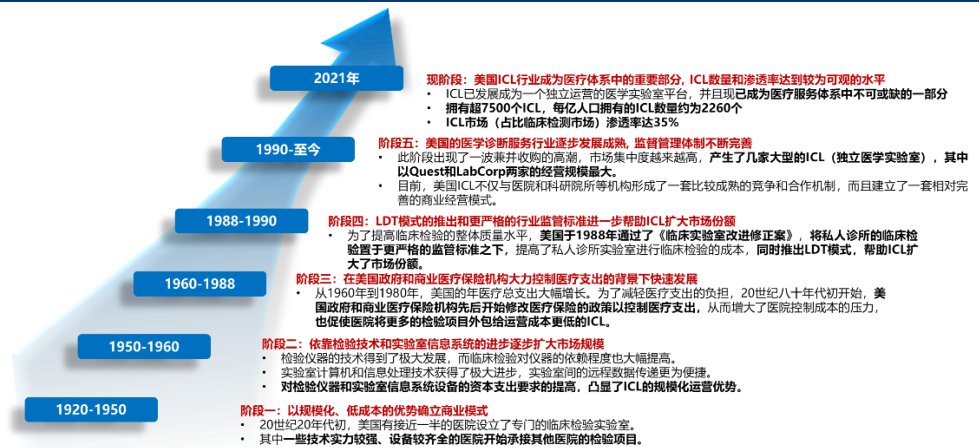 2021年
现阶段：美国ICL行业成为医疗体系中的重要部分, ICL数量和渗透率达到较为可观的水平
• ICL已发展成为一个独立运营的医学实验室平台，并且现已成为医疗服务体系中不可或缺的一部分
• 拥有超7500个ICL，每亿人口拥有的ICL数量约为2260个
• ICL市场（占比临床检测市场）渗透率达35%
1990-至今
阶段五：美国的医学诊断服务行业逐步发展成熟, 监督管理体制不断完善
• 此阶段出现了一波兼并收购的高潮，市场集中度越来越高，产生了几家大型的ICL（独立医学实验室），其中
以Quest和LabCorp两家的经营规模最大。
• 目前，美国ICL不仅与医院和科研院所等机构形成了一套比较成熟的竞争和合作机制，而且建立了一套相对完
善的商业经营模式。
1988-1990
阶段四：LDT模式的推出和更严格的行业监管标准进一步帮助ICL扩大市场份额
• 为了提高临床检验的整体质量水平，美国于1988年通过了《临床实验室改进修正案》，将私人诊所的临床检
验置于更严格的监管标准之下，提高了私人诊所实验室进行临床检验的成本，同时推出LDT模式，帮助ICL扩
大了市场份额。
1960-1988
阶段三：在美国政府和商业医疗保险机构大力控制医疗支出的背景下快速发展
• 从1960年到1980年，美国的年医疗总支出大幅增长。为了减轻医疗支出的负担，20世纪八十年代初开始，美
国政府和商业医疗保险机构先后开始修改医疗保险的政策以控制医疗支出，从而增大了医院控制成本的压力，
也促使医院将更多的检验项目外包给运营成本更低的ICL。
1950-1960
阶段二：依靠检验技术和实验室信息系统的进步逐步扩大市场规模
• 检验仪器的技术得到了极大发展，而临床检验对仪器的依赖程度也大幅提高。
• 实验室计算机和信息处理技术获得了极大进步，实验室间的远程数据传递更为便捷。
• 对检验仪器和实验室信息系统设备的资本支出要求的提高，凸显了ICL的规模化运营优势。
1920-1950
阶段一：以规模化、低成本的优势确立商业模式
• 20世纪20年代初，美国有接近一半的医院设立了专门的临床检验实验室。
• 其中一些技术实力较强、设备较齐全的医院开始承接其他医院的检验项目。